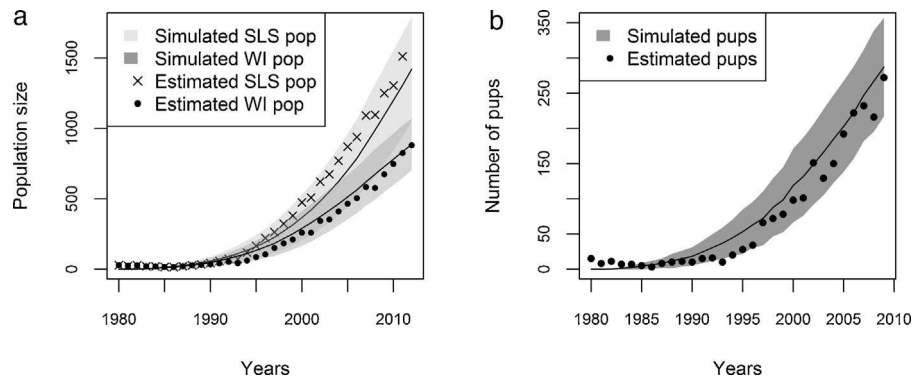 a
Simulated SLS pop
Simulated WI pop
Estimated SLS pop
Estimated WI pop
Population size
1500
1000
500
0
1980
1990
2000
2010
Years
b
Simulated pups
Estimated pups
Number of pups
350
250
150
50
0
1980
1985
1990
1995
2000
2005
2010
Years